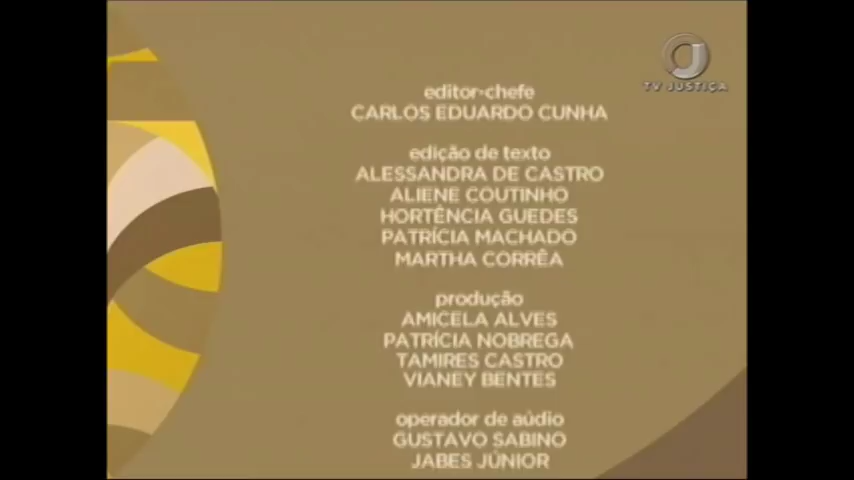 TV JUSTIÇA
editor-chefe
CARLOS EDUARDO CUNHA
edição de texto
ALESSANDRA DE CASTRO
ALIENE COUTINHO
HORTÊNCIA GUEDES
PATRÍCIA MACHADO
MARTHA CORRÊA
produção
AMICELA ALVES
PATRÍCIA NOBREGA
TAMIRES CASTRO
VIANEY BENTES
operador de aúdio
GUSTAVO SABINO
JABES JÚNIOR